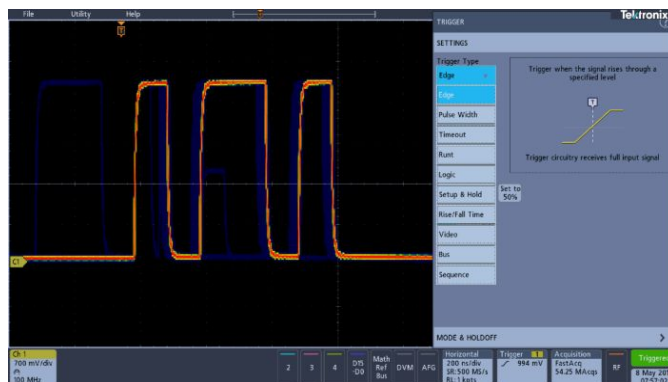 File Utility Help
Tektronix
TRIGGER
SETTINGS
Trigger Type
Edge
Edge
Pulse Width
Timeout
Runt
Logic
Setup & Hold
Rise/Fall Time
Video
Bus
Sequence
Set to
50%
Trigger when the signal rises through a
specified level
T
Trigger circuitry receives full input signal
MODE & HOLDOFF
T
C1
Ch 1
700 mV/div
100 MHz
2
3
4
D15
-D0
Math
Ref
Bus
DVM
AFG
Horizontal
200 ns/div
SR: 500 MS/s
RL: 1 kpts
Trigger 1
994 mV
Acquisition
FastAcq
54.25 MAcqs
RF
Triggered